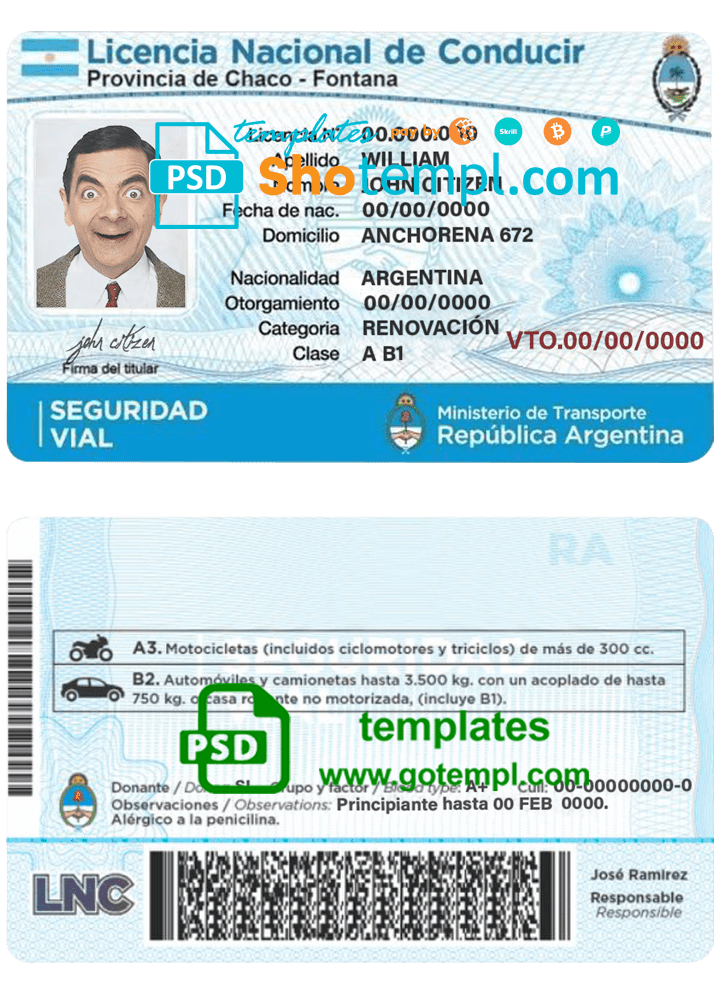 Licencia Nacional de Conducir
Provincia de Chaco - Fontana
templates pay by Skrill
Licencia N° 00.000.000
Apellido WILLIAM
PSD Shotempl.com
Nombre JOHN CITIZEN
Fecha de nac. 00/00/0000
Domicilio ANCHORENA 672
Nacionalidad ARGENTINA
Otorgamiento 00/00/0000
Categoria RENOVACIÓN
VTO.00/00/0000
Clase A B1
john citizen
Firma del titular
SEGURIDAD
VIAL
Ministerio de Transporte
República Argentina
RA
A3. Motocicletas (incluidos ciclomotores y triciclos) de más de 300 cc.
B2. Automóviles y camionetas hasta 3.500 kg. con un acoplado de hasta
750 kg. o casa rodante no motorizada, (incluye B1).
PSD templates
www.gotempl.com
Donante / SI Grupo y factor / Blood type: A+ Cuil: 00-00000000-0
Observaciones / Observations: Principiante hasta 00 FEB 0000.
Alérgico a la penicilina.
LNC
José Ramirez
Responsable
Responsible